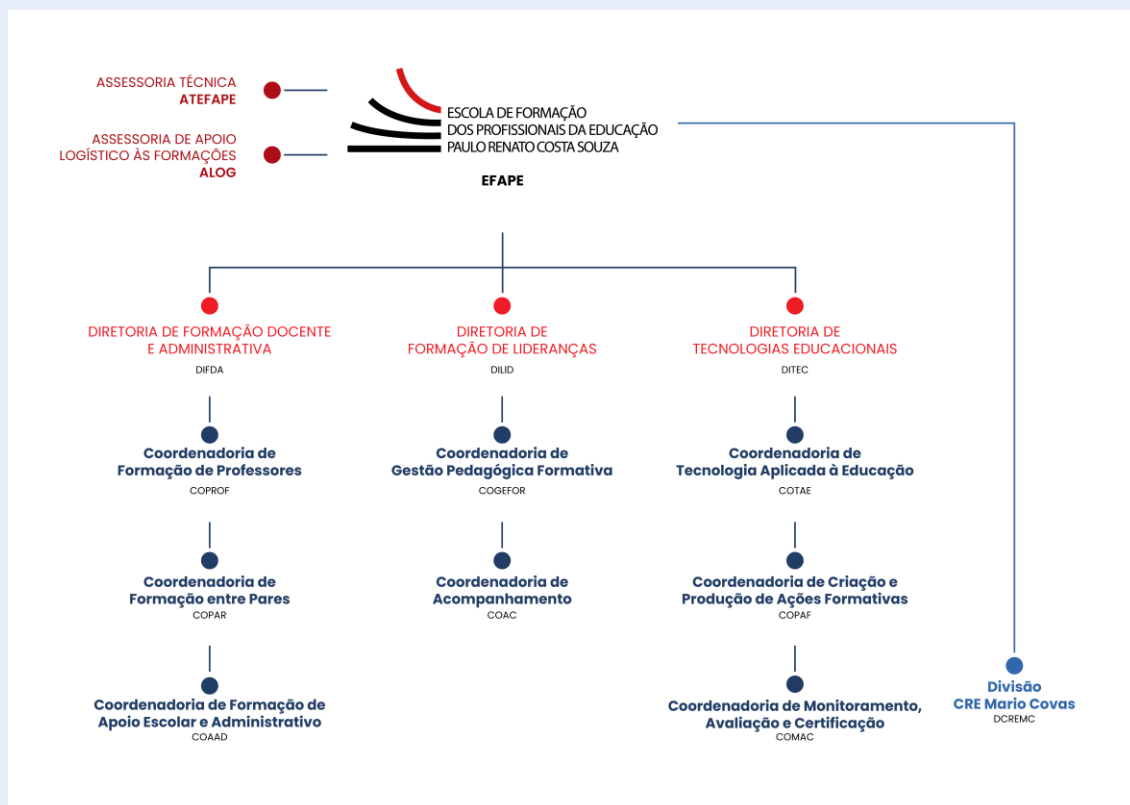 ASSESSORIA TÉCNICA
ATEFAPE
ASSESSORIA DE APOIO
LOGÍSTICO ÀS FORMAÇÕES
ALOG
ESCOLA DE FORMAÇÃO
DOS PROFISSIONAIS DA EDUCAÇÃO
PAULO RENATO COSTA SOUZA
EFAPE
DIRETORIA DE FORMAÇÃO DOCENTE
E ADMINISTRATIVA
DIFDA
Coordenadoria de
Formação de Professores
COPROF
Coordenadoria de
Formação entre Pares
COPAR
Coordenadoria de Formação de
Apoio Escolar e Administrativo
COAAD
DIRETORIA DE
FORMAÇÃO DE LIDERANÇAS
DILID
Coordenadoria de
Gestão Pedagógica Formativa
COGEFOR
Coordenadoria de
Acompanhamento
COAC
DIRETORIA DE
TECNOLOGIAS EDUCACIONAIS
DITEC
Coordenadoria de
Tecnologia Aplicada à Educação
COTAE
Coordenadoria de Criação e
Produção de Ações Formativas
COPAF
Coordenadoria de Monitoramento,
Avaliação e Certificação
COMAC
Divisão
CRE Mario Covas
DCREMC